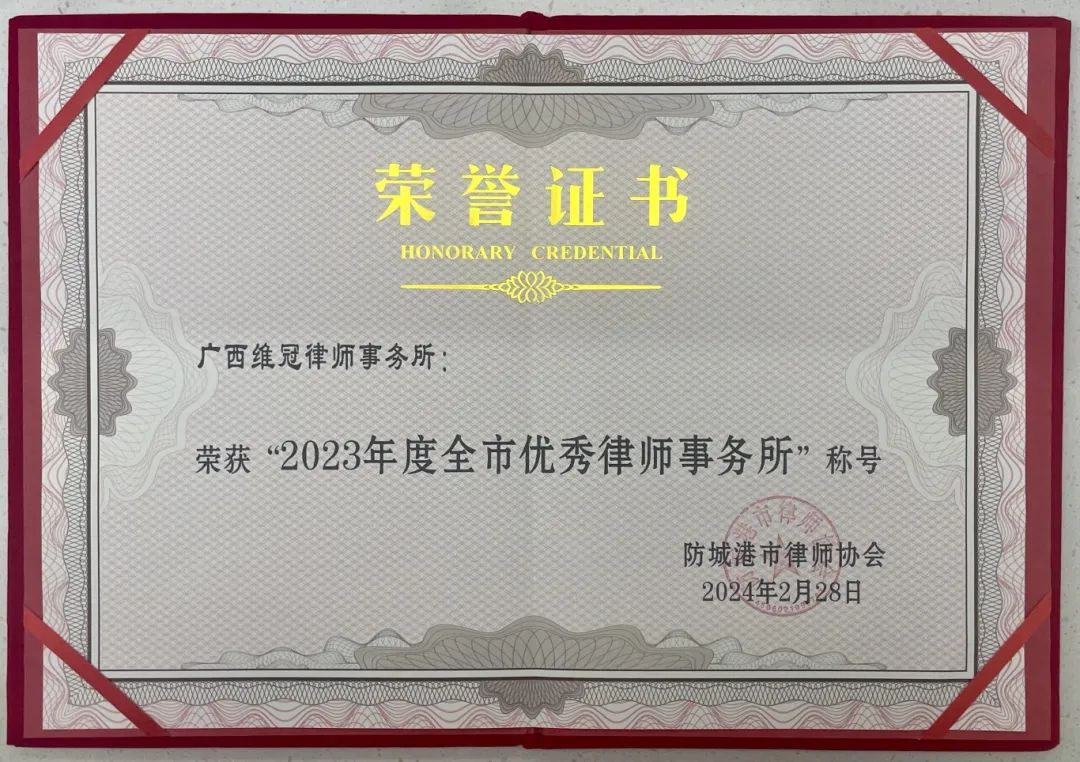 荣誉证书
HONORARY CREDENTIAL
广西维冠律师事务所：
荣获“2023年度全市优秀律师事务所”称号
防城港市律师协会
2024年2月28日